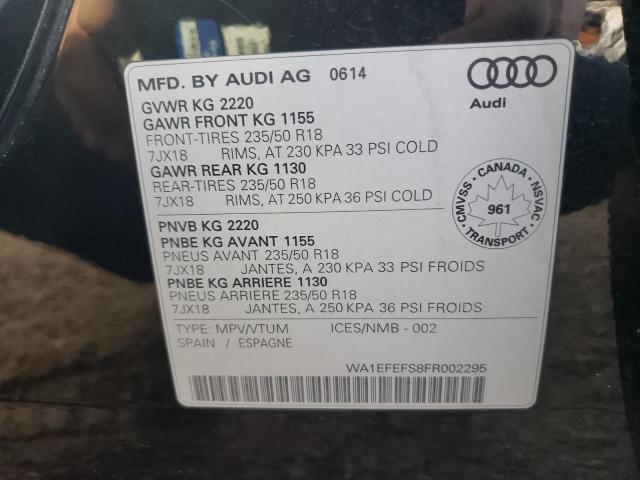 MFD. BY AUDI AG 0614
Audi
GVWR KG 2220
GAWR FRONT KG 1155
FRONT-TIRES 235/50 R18
7JX18 RIMS, AT 230 KPA 33 PSI COLD
GAWR REAR KG 1130
REAR-TIRES 235/50 R18
7JX18 RIMS, AT 250 KPA 36 PSI COLD
CMVSS - CANADA - NSVAC
961
TRANSPORT
PNVB KG 2220
PNBE KG AVANT 1155
PNEUS AVANT 235/50 R18
7JX18 JANTES, A 230 KPA 33 PSI FROIDS
PNBE KG ARRIERE 1130
PNEUS ARRIERE 235/50 R18
7JX18 JANTES, A 250 KPA 36 PSI FROIDS
TYPE: MPV/VTUM ICES/NMB - 002
SPAIN / ESPAGNE
WA1EFEFS8FR002295